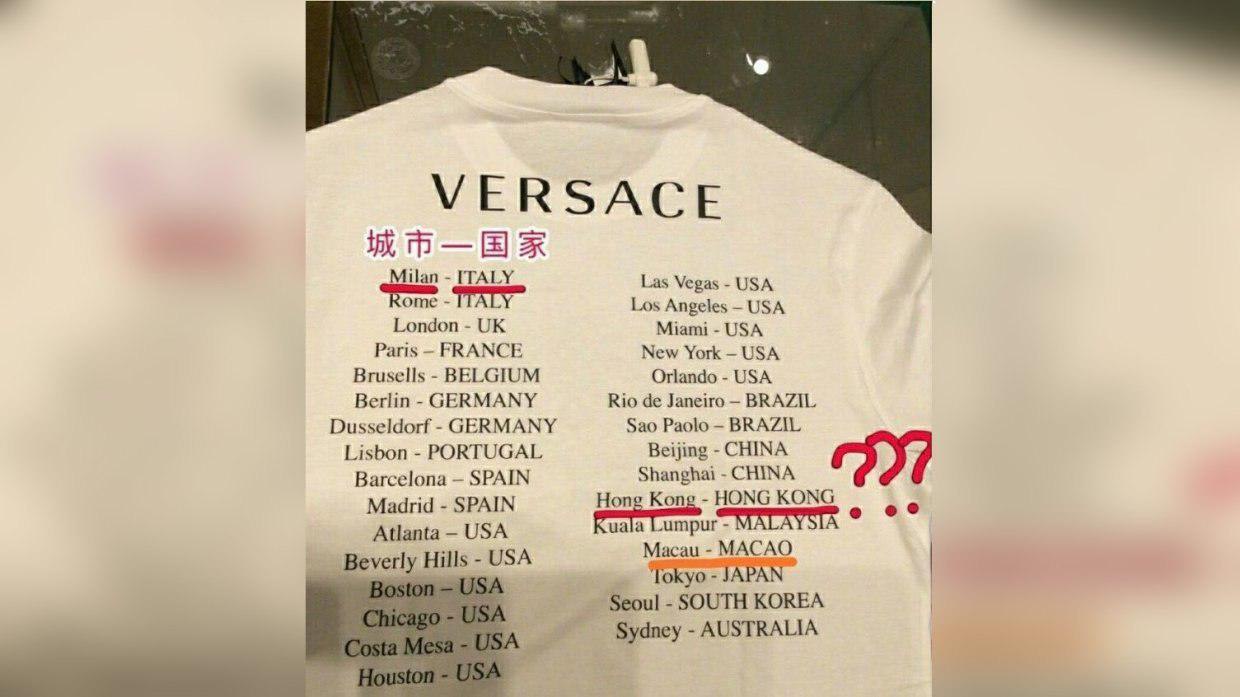 VERSACE
城市—国家
Milan - ITALY
Rome - ITALY
London - UK
Paris – FRANCE
Brusells - BELGIUM
Berlin - GERMANY
Dusseldorf - GERMANY
Lisbon - PORTUGAL
Barcelona – SPAIN
Madrid - SPAIN
Atlanta – USA
Beverly Hills - USA
Boston – USA
Chicago - USA
Costa Mesa - USA
Houston - USA
Las Vegas - USA
Los Angeles – USA
Miami - USA
New York – USA
Orlando - USA
Rio de Janeiro – BRAZIL
Sao Paolo – BRAZIL
Beijing - CHINA
Shanghai - CHINA
Hong Kong - HONG KONG
???
Kuala Lumpur - MALAYSIA
Macau - MACAO
Tokyo - JAPAN
Seoul - SOUTH KOREA
Sydney - AUSTRALIA